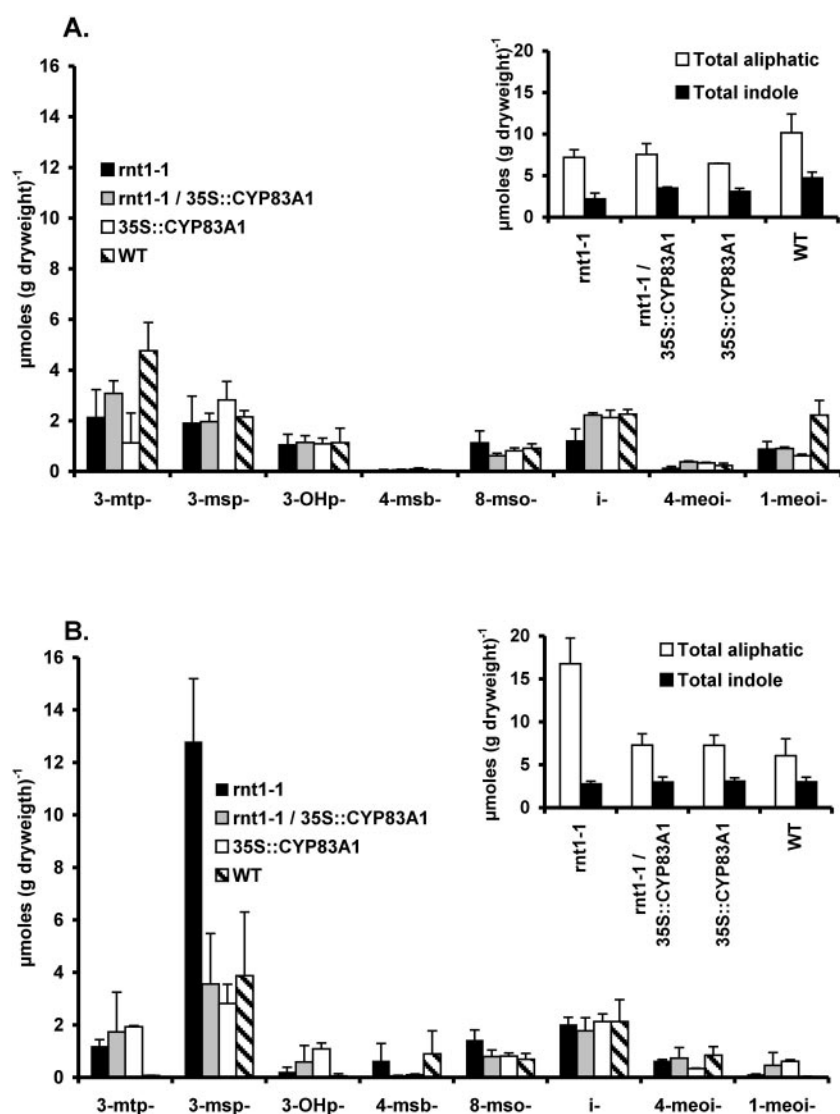 A.
µmoles (g dryweight)-1
16
14
12
10
8
6
4
2
0
rnt1-1
rnt1-1 / 35S::CYP83A1
35S::CYP83A1
WT
3-mtp-
3-msp-
3-OHp-
4-msb-
8-mso-
i-
4-meoi-
1-meoi-
µmoles (g dryweight)-1
20
15
10
5
0
Total aliphatic
Total indole
rnt1-1
rnt1-1 /
35S::CYP83A1
35S::CYP83A1
WT
B.
µmoles (g dryweigth)-1
16
14
12
10
8
6
4
2
0
rnt1-1
rnt1-1 / 35S::CYP83A1
35S::CYP83A1
WT
3-mtp-
3-msp-
3-OHp-
4-msb-
8-mso-
i-
4-meoi-
1-meoi-
µmoles (g dryweight)-1
20
15
10
5
0
Total aliphatic
Total indole
rnt1-1
rnt1-1 /
35S::CYP83A1
35S::CYP83A1
WT